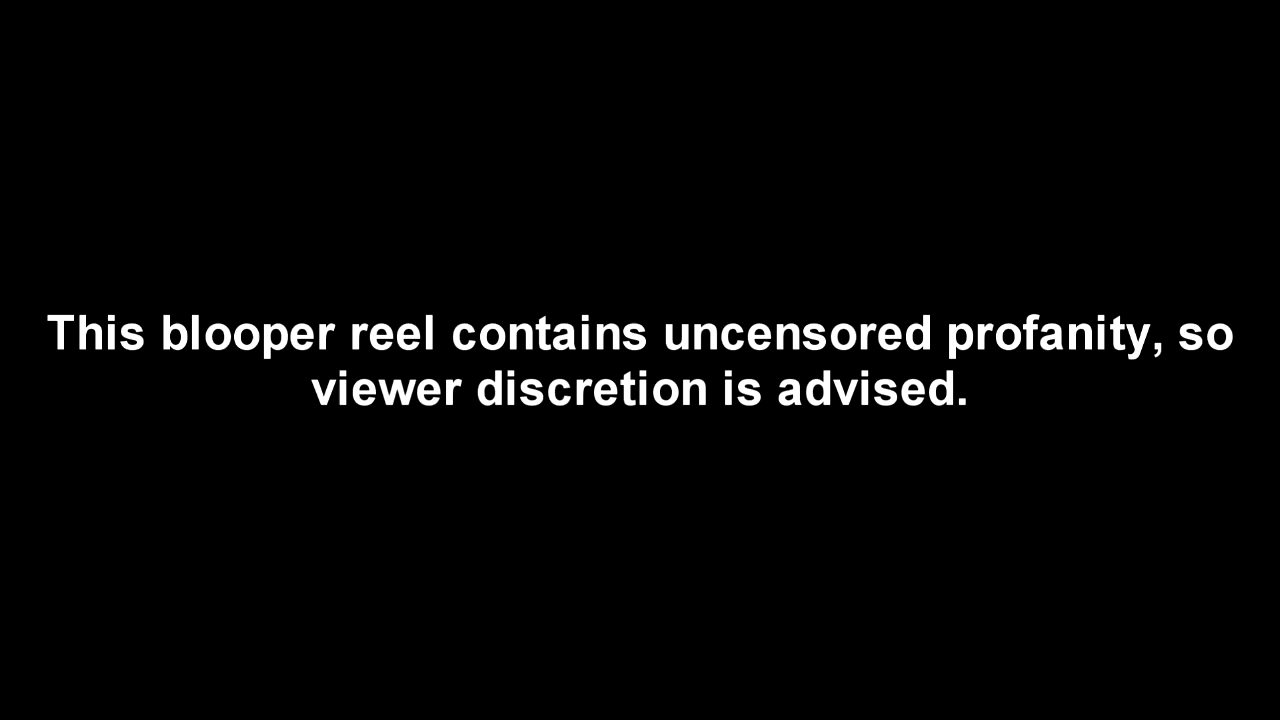 This blooper reel contains uncensored profanity, so
viewer discretion is advised.